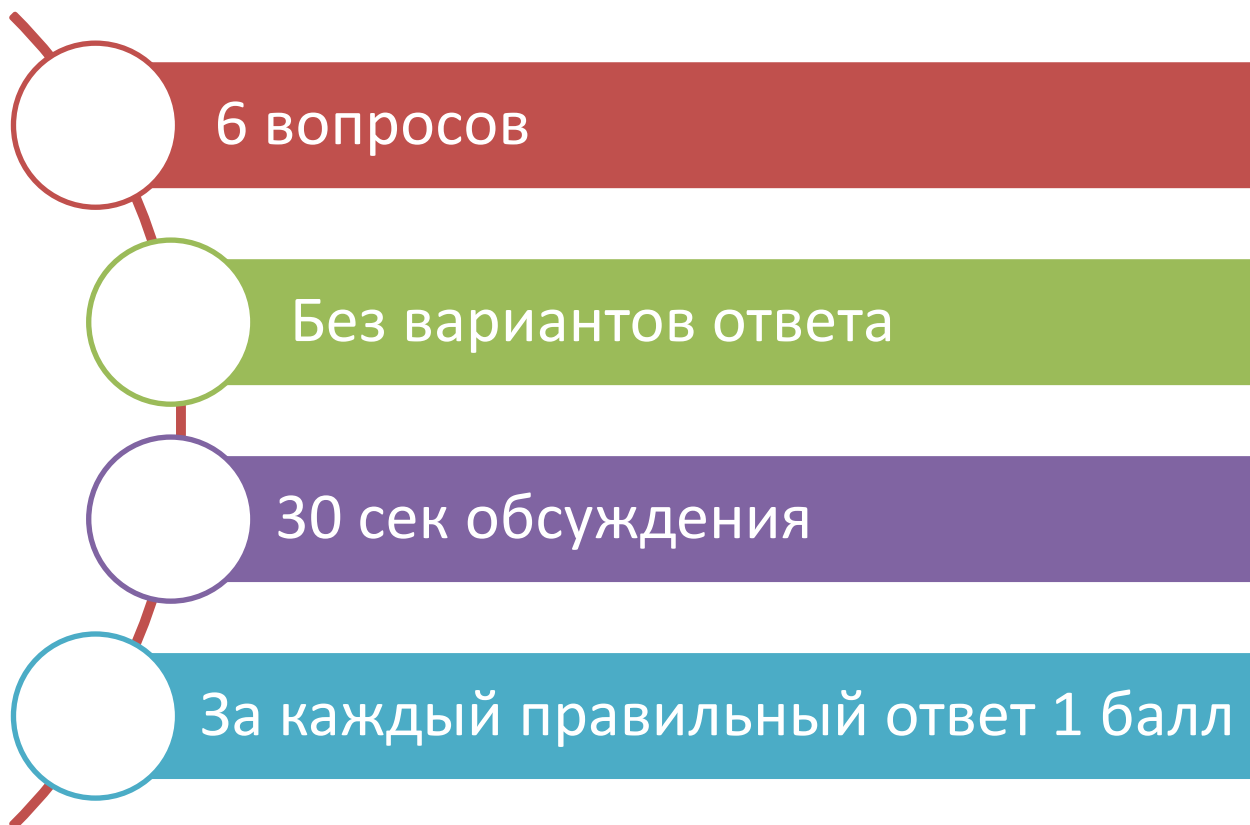 6 вопросов
Без вариантов ответа
30 сек обсуждения
За каждый правильный ответ 1 балл